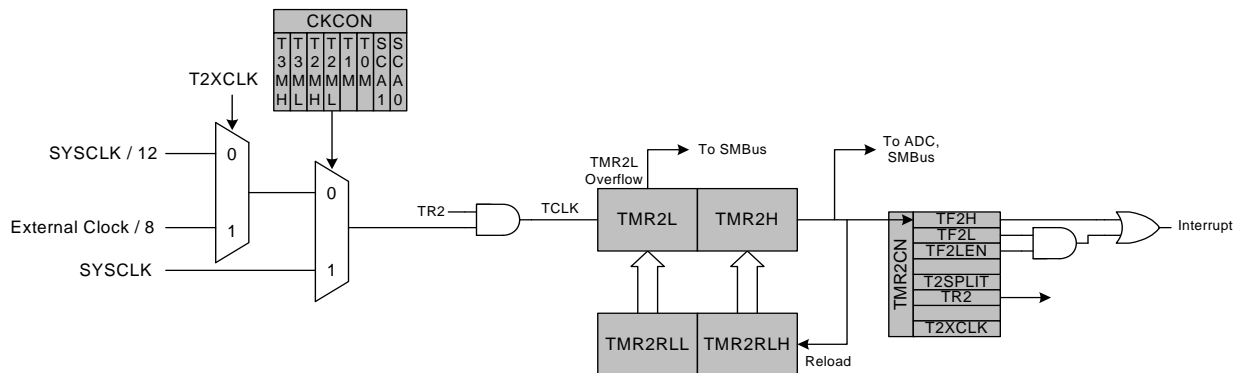 CKCON
T3MH
T3ML
T2MH
T2ML
T1M
T0M
SCA1
SCA0
T2XCLK
SYSCLK / 12
0
External Clock / 8
1
SYSCLK
0
1
TR2
TCLK
TMR2L
Overflow
To SMBus
To ADC,
SMBus
TMR2L
TMR2H
TMR2RLL
TMR2RLH
Reload
TMR2CN
TF2H
TF2L
TF2LEN
T2SPLIT
TR2
T2XCLK
Interrupt